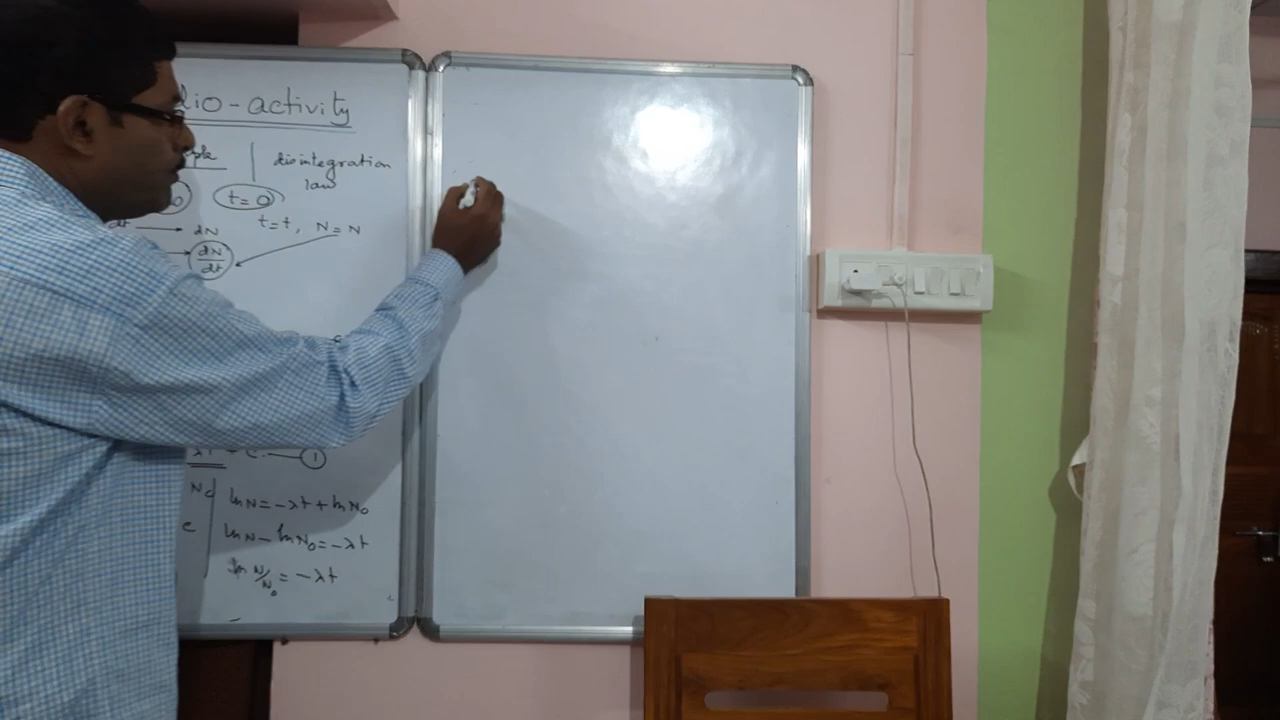 dio-activity
disintegration
law
t=0
dt → dN
t=t, N=N
dN/dt
λt + C — ①
ln N = -λt + ln N₀
ln N - ln N₀ = -λt
ln N/N₀ = -λt